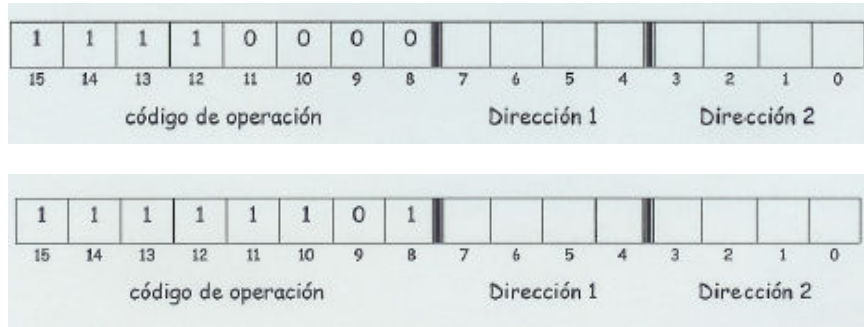 1 1 1 1 0 0 0 0
15 14 13 12 11 10 9 8 7 6 5 4 3 2 1 0
código de operación Dirección 1 Dirección 2
1 1 1 1 1 1 0 1
15 14 13 12 11 10 9 8 7 6 5 4 3 2 1 0
código de operación Dirección 1 Dirección 2